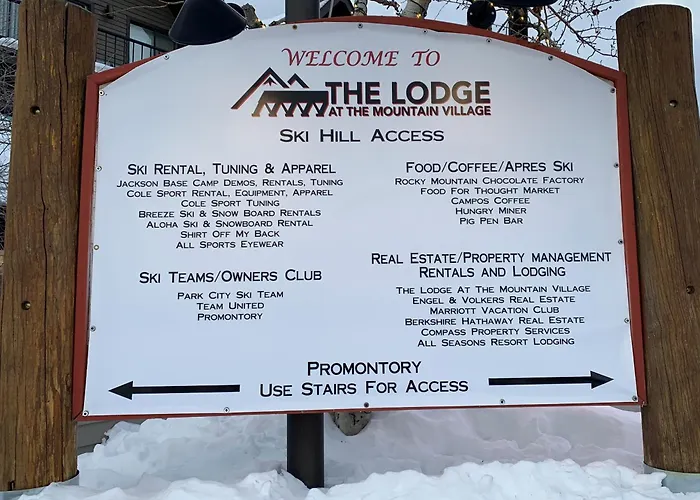 WELCOME TO
THE LODGE
AT THE MOUNTAIN VILLAGE
SKI HILL ACCESS
SKI RENTAL, TUNING & APPAREL
JACKSON BASE CAMP DEMOS, RENTALS, TUNING
COLE SPORT RENTAL, EQUIPMENT, APPAREL
COLE SPORT TUNING
BREEZE SKI & SNOW BOARD RENTALS
ALOHA SKI & SNOWBOARD RENTAL
SHIRT OFF MY BACK
ALL SPORTS EYEWEAR
SKI TEAMS/OWNERS CLUB
PARK CITY SKI TEAM
TEAM UNITED
PROMONTORY
FOOD/COFFEE/APRES SKI
ROCKY MOUNTAIN CHOCOLATE FACTORY
FOOD FOR THOUGHT MARKET
CAMPOS COFFEE
HUNGRY MINER
PIG PEN BAR
REAL ESTATE/PROPERTY MANAGEMENT
RENTALS AND LODGING
THE LODGE AT THE MOUNTAIN VILLAGE
ENGEL & VOLKERS REAL ESTATE
MARRIOTT VACATION CLUB
BERKSHIRE HATHAWAY REAL ESTATE
COMPASS PROPERTY SERVICES
ALL SEASONS RESORT LODGING
PROMONTORY
USE STAIRS FOR ACCESS